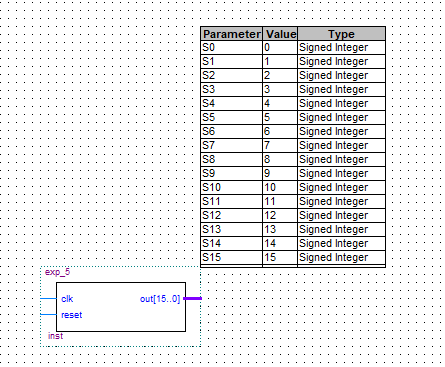 Parameter Value Type
S0 0 Signed Integer
S1 1 Signed Integer
S2 2 Signed Integer
S3 3 Signed Integer
S4 4 Signed Integer
S5 5 Signed Integer
S6 6 Signed Integer
S7 7 Signed Integer
S8 8 Signed Integer
S9 9 Signed Integer
S10 10 Signed Integer
S11 11 Signed Integer
S12 12 Signed Integer
S13 13 Signed Integer
S14 14 Signed Integer
S15 15 Signed Integer
exp_5
clk out[15..0]
reset
inst